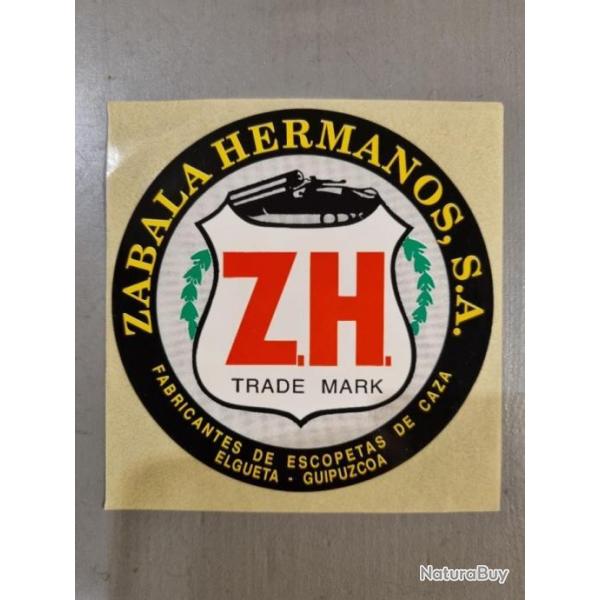 ZABALA HERMANOS, S.A.
Z.H.
TRADE MARK
FABRICANTES DE ESCOPETAS DE CAZA
ELGUETA - GUIPUZCOA
NaturaBuy